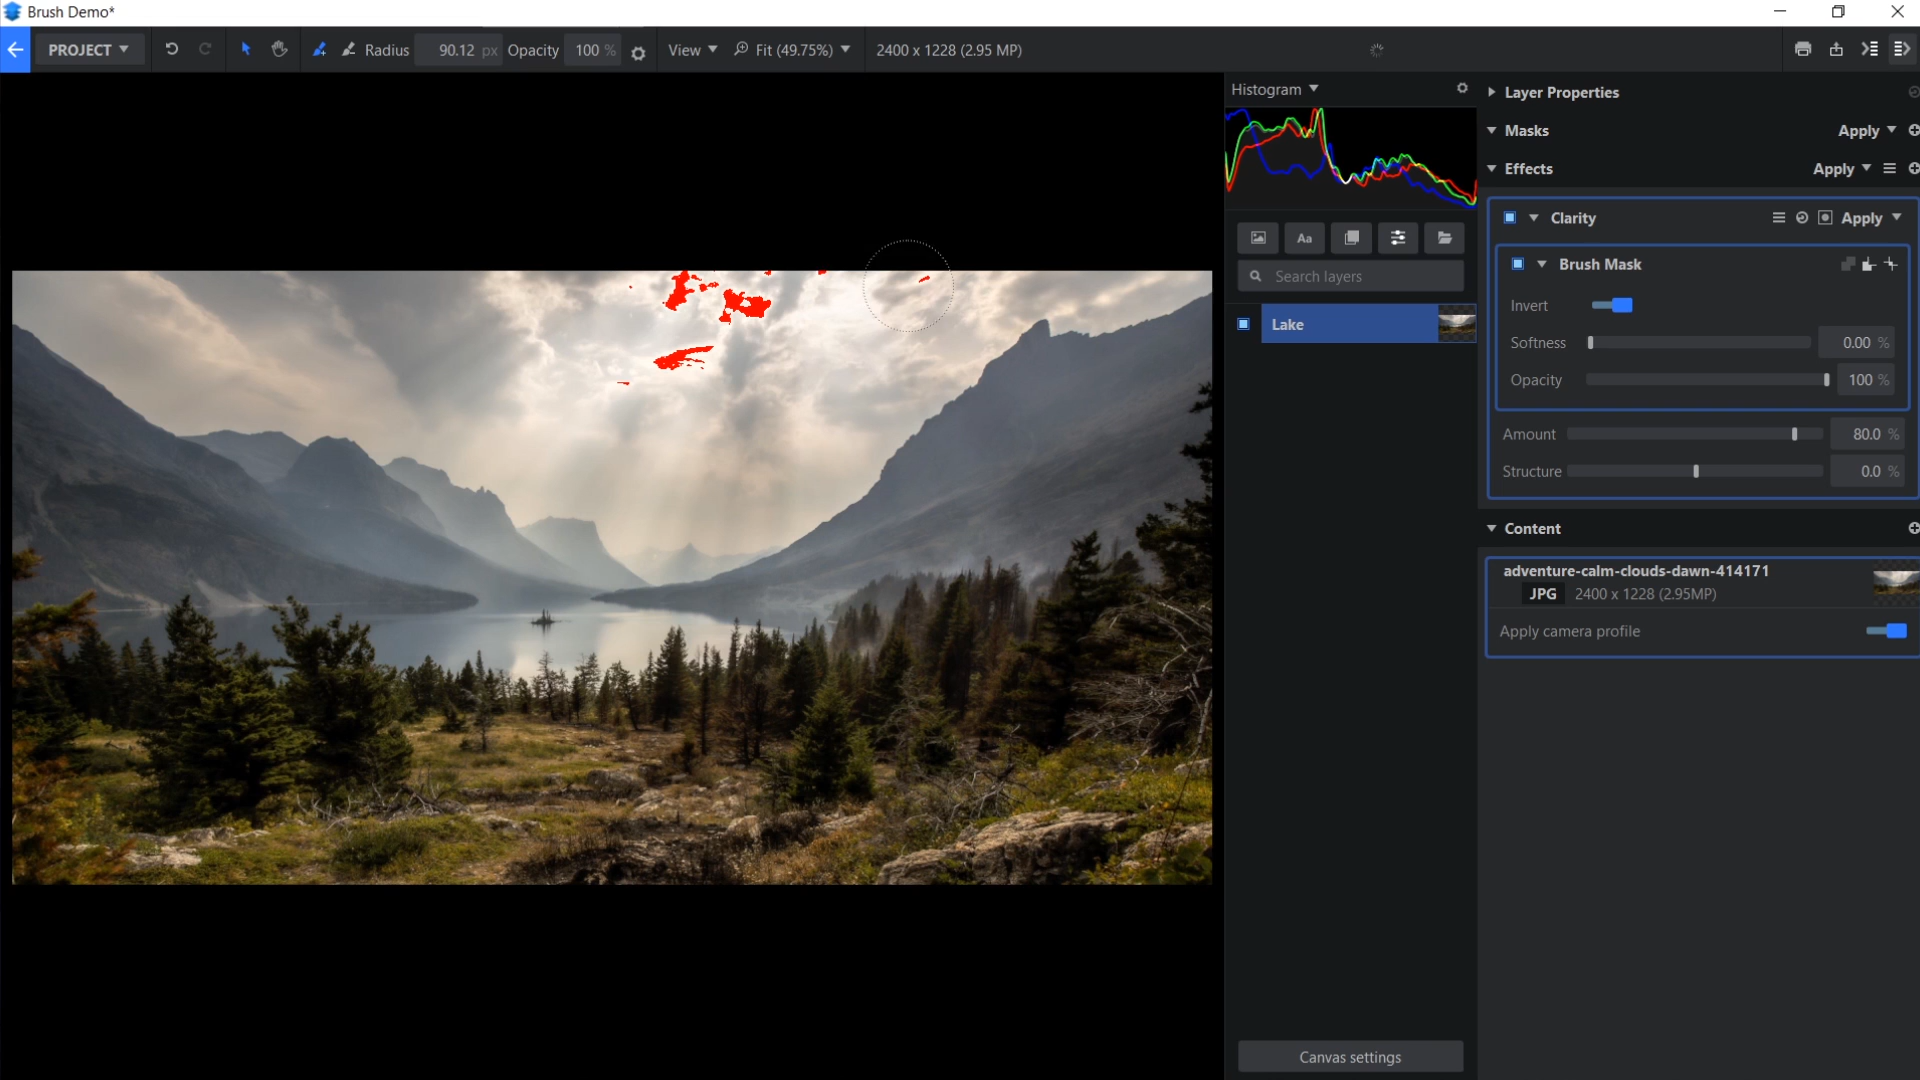 Brush Demo*
PROJECT Radius 90.12 px Opacity 100 % View Fit (49.75%) 2400 x 1228 (2.95 MP)
Histogram
Aa
Search layers
Lake
Canvas settings
Layer Properties
Masks Apply
Effects Apply
Clarity Apply
Brush Mask
Invert
Softness 0.00 %
Opacity 100 %
Amount 80.0 %
Structure 0.0 %
Content
adventure-calm-clouds-dawn-414171
JPG 2400 x 1228 (2.95MP)
Apply camera profile